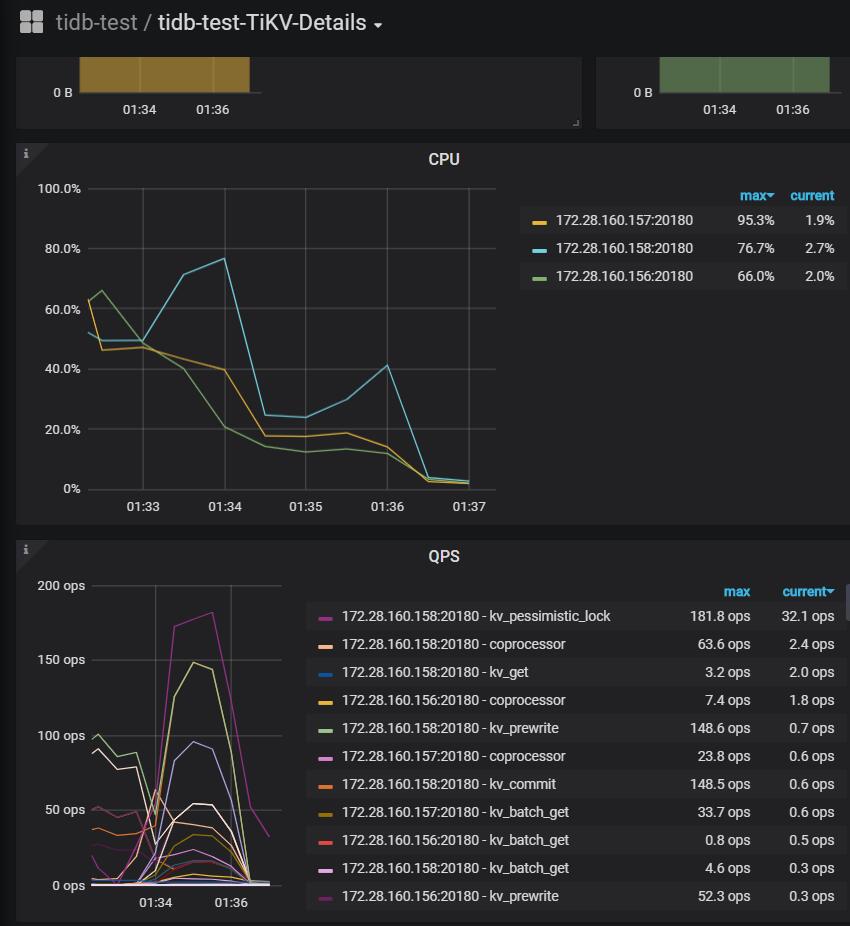 tidb-test / tidb-test-TiKV-Details
0 B
01:34 01:36
0 B
01:34 01:36
i
CPU
100.0%
80.0%
60.0%
40.0%
20.0%
0%
01:33 01:34 01:35 01:36 01:37
max current
172.28.160.157:20180 95.3% 1.9%
172.28.160.158:20180 76.7% 2.7%
172.28.160.156:20180 66.0% 2.0%
i
QPS
200 ops
150 ops
100 ops
50 ops
0 ops
01:34 01:36
max current
172.28.160.158:20180 - kv_pessimistic_lock 181.8 ops 32.1 ops
172.28.160.158:20180 - coprocessor 63.6 ops 2.4 ops
172.28.160.158:20180 - kv_get 3.2 ops 2.0 ops
172.28.160.156:20180 - coprocessor 7.4 ops 1.8 ops
172.28.160.158:20180 - kv_prewrite 148.6 ops 0.7 ops
172.28.160.157:20180 - coprocessor 23.8 ops 0.6 ops
172.28.160.158:20180 - kv_commit 148.5 ops 0.6 ops
172.28.160.157:20180 - kv_batch_get 33.7 ops 0.6 ops
172.28.160.156:20180 - kv_batch_get 0.8 ops 0.5 ops
172.28.160.158:20180 - kv_batch_get 4.6 ops 0.3 ops
172.28.160.156:20180 - kv_prewrite 52.3 ops 0.3 ops